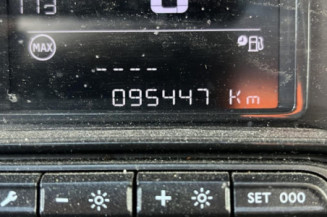 MAX
----
095447 Km
- + SET 000